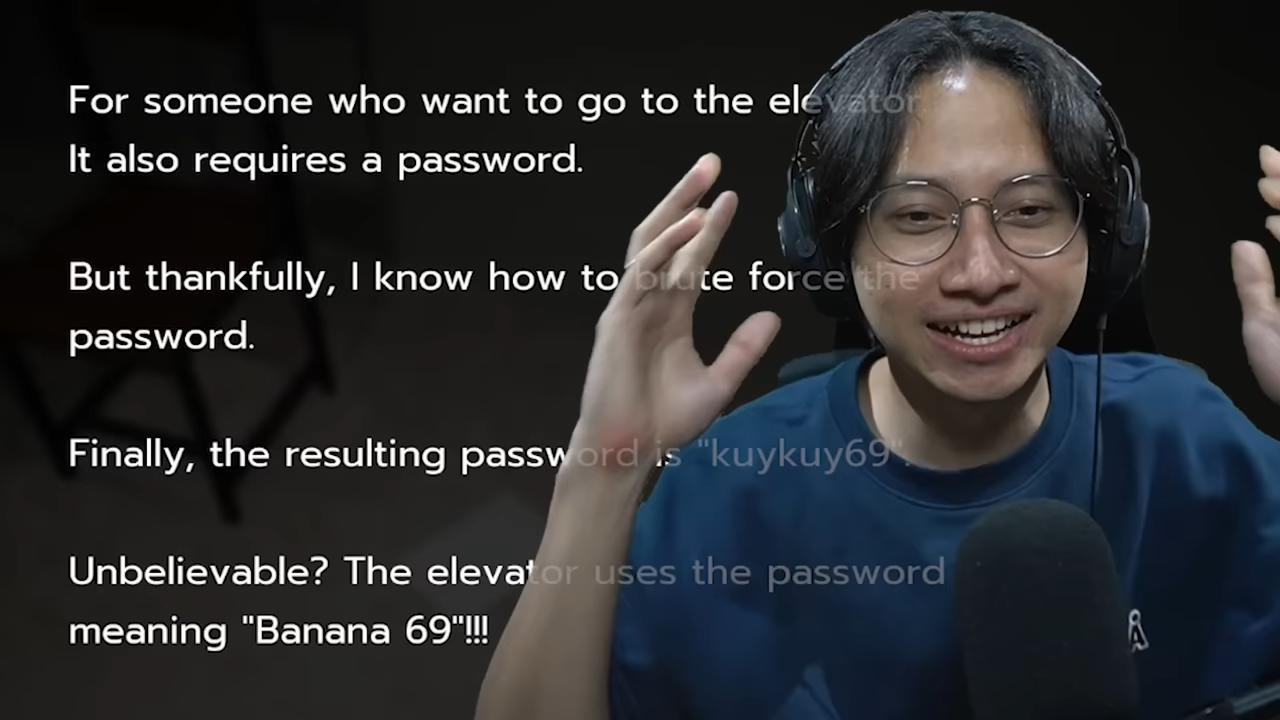 For someone who want to go to the elevator
It also requires a password.
But thankfully, I know how to brute force the
password.
Finally, the resulting password is "kuykuy69".
Unbelievable? The elevator uses the password
meaning "Banana 69"!!!